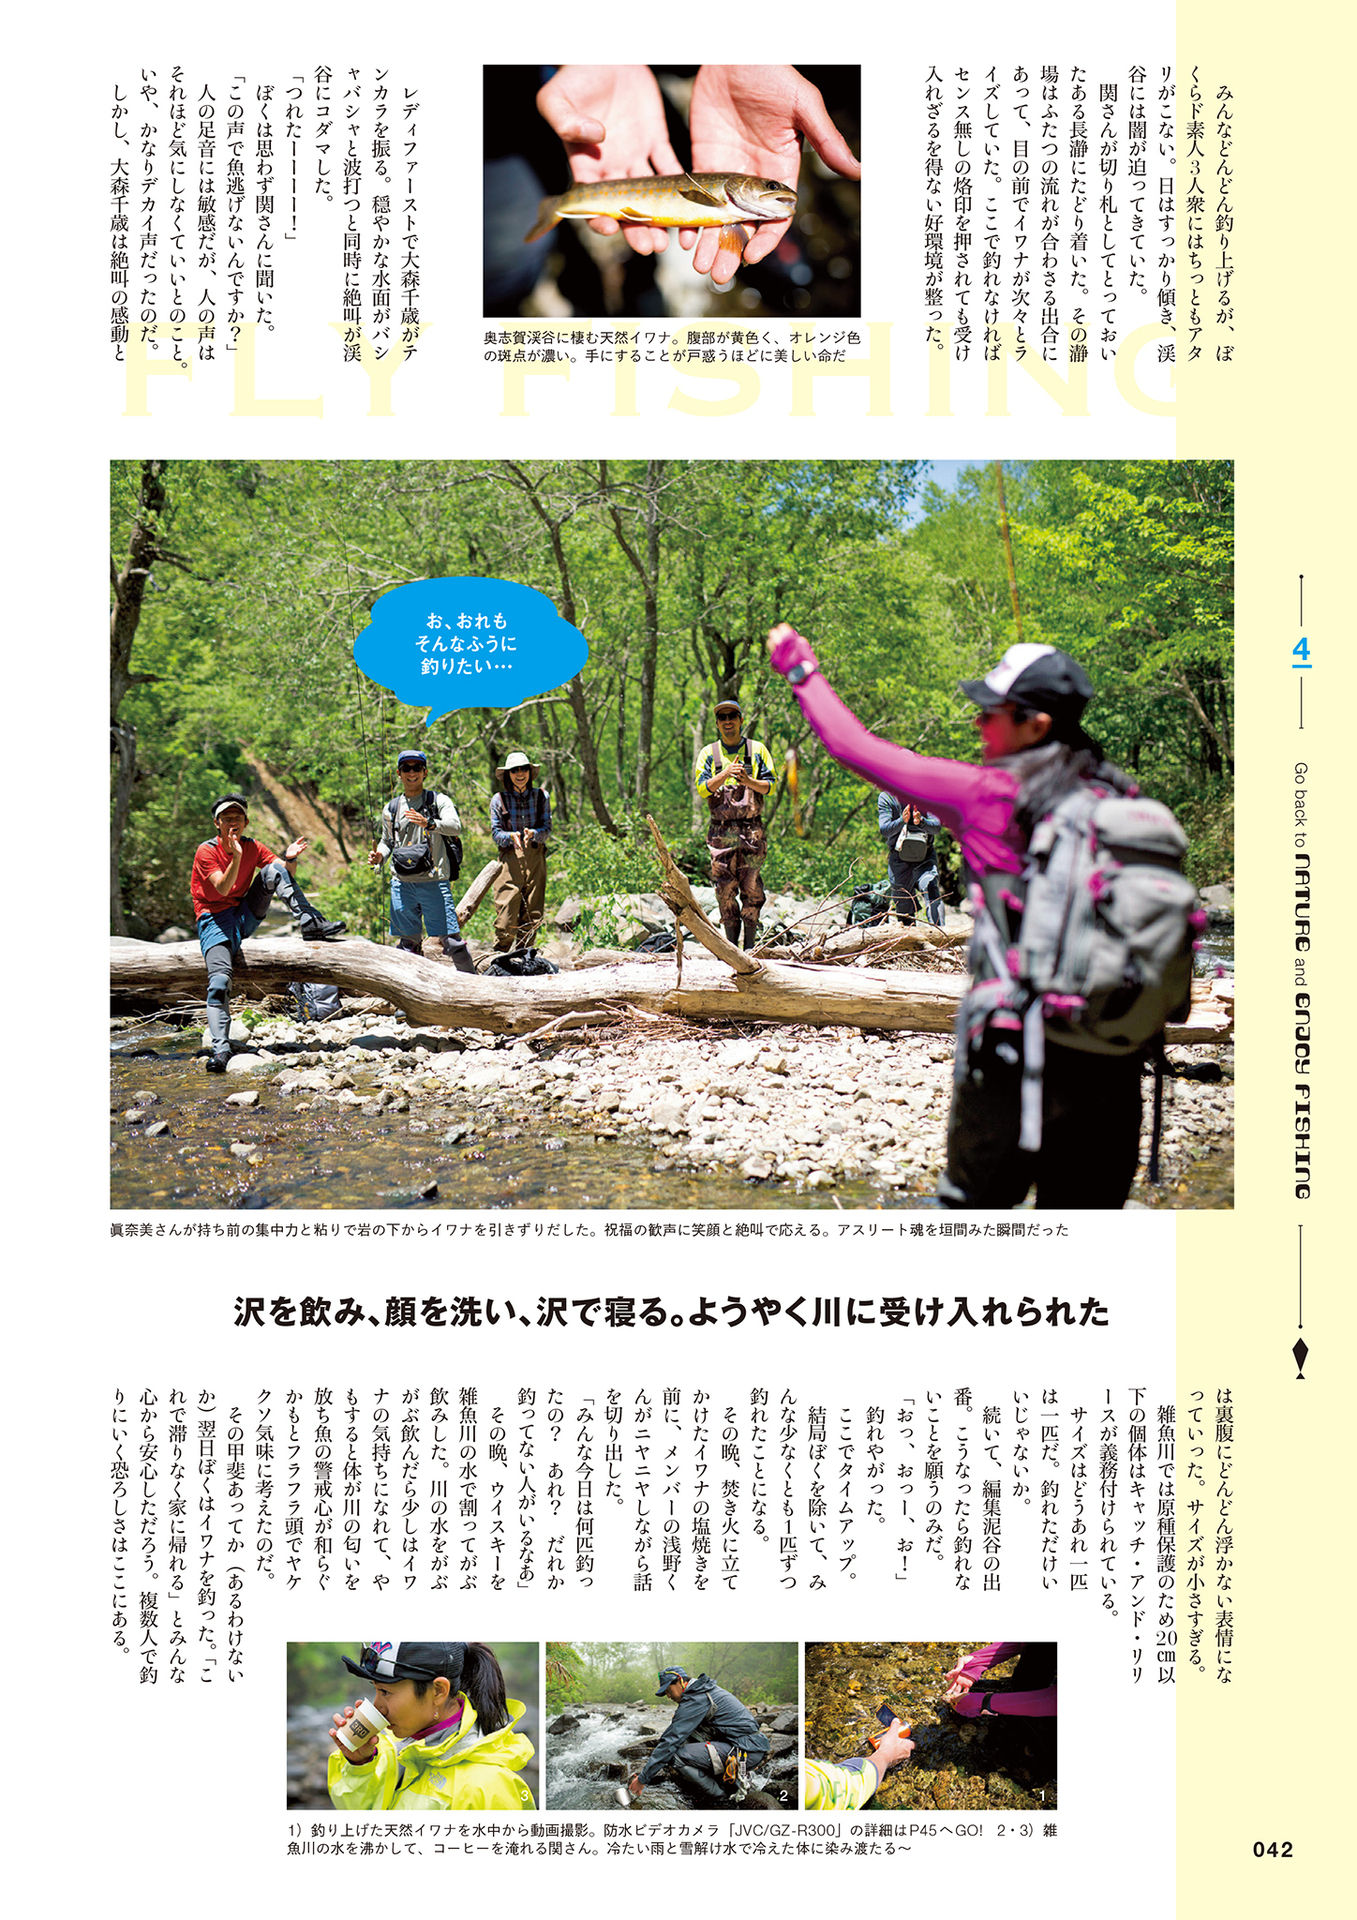 みんなどんどん釣り上げるが、ぼ
くらド素人3人衆にはちっともアタ
リがこない。日はすっかり傾き、渓
谷には闇が迫ってきていた。
関さんが切り札としてとっておい
たある長瀞にたどり着いた。その瀞
場はふたつの流れが合わさる出合に
あって、目の前でイワナが次々とラ
イズしていた。ここで釣れなければ
センス無しの烙印を押されても受け
入れざるを得ない好環境が整った。
奥志賀渓谷に棲む天然イワナ。腹部が黄色く、オレンジ色
の斑点が濃い。手にすることが戸惑うほどに美しい命だ
レディファーストで大森千歳がテ
ンカラを振る。穏やかな水面がバシ
ャバシャと波打つと同時に絶叫が渓
谷にコダマした。
「つれたーーーーー!」
ぼくは思わず関さんに聞いた。
「この声で魚逃げないんですか?」
人の足音には敏感だが、人の声は
それほど気にしなくていいとのこと。
いや、かなりデカイ声だったのだ。
しかし、大森千歳は絶叫の感動と
FLY FISHING
お、おれも
そんなふうに
釣りたい…
眞奈美さんが持ち前の集中力と粘りで岩の下からイワナを引きずりだした。祝福の歓声に笑顔と絶叫で応える。アスリート魂を垣間みた瞬間だった
4
Go back to NATURE and ENJOY FISHING
沢を飲み、顔を洗い、沢で寝る。ようやく川に受け入れられた
は裏腹にどんどん浮かない表情にな
っていった。サイズが小さすぎる。
雑魚川では原種保護のため20㎝以
下の個体はキャッチ・アンド・リリ
ースが義務付けられている。
サイズはどうあれ一匹
は一匹だ。釣れただけい
いじゃないか。
続いて、編集泥谷の出
番。こうなったら釣れな
いことを願うのみだ。
「おっ、おっー、お!」
釣れやがった。
ここでタイムアップ。
結局ぼくを除いて、み
んな少なくとも1匹ずつ
釣れたことになる。
その晩、焚き火に立て
かけたイワナの塩焼きを
前に、メンバーの浅野く
んがニヤニヤしながら話
を切り出した。
「みんな今日は何匹釣っ
たの? あれ? だれか
釣ってない人がいるなあ」
その晩、ウイスキーを
雑魚川の水で割ってがぶ
飲みした。川の水をがぶ
がぶ飲んだら少しはイワ
ナの気持ちになれて、や
もすると体が川の匂いを
放ち魚の警戒心が和らぐ
かもとフラフラ頭でヤケ
クソ気味に考えたのだ。
その甲斐あってか(あるわけない
か)翌日ぼくはイワナを釣った。「こ
れで滞りなく家に帰れる」とみんな
心から安心しただろう。複数人で釣
りにいく恐ろしさはここにある。
3
2
1
1)釣り上げた天然イワナを水中から動画撮影。防水ビデオカメラ「JVC/GZ-R300」の詳細はP45へGO! 2・3)雑
魚川の水を沸かして、コーヒーを淹れる関さん。冷たい雨と雪解け水で冷えた体に染み渡たる〜
042